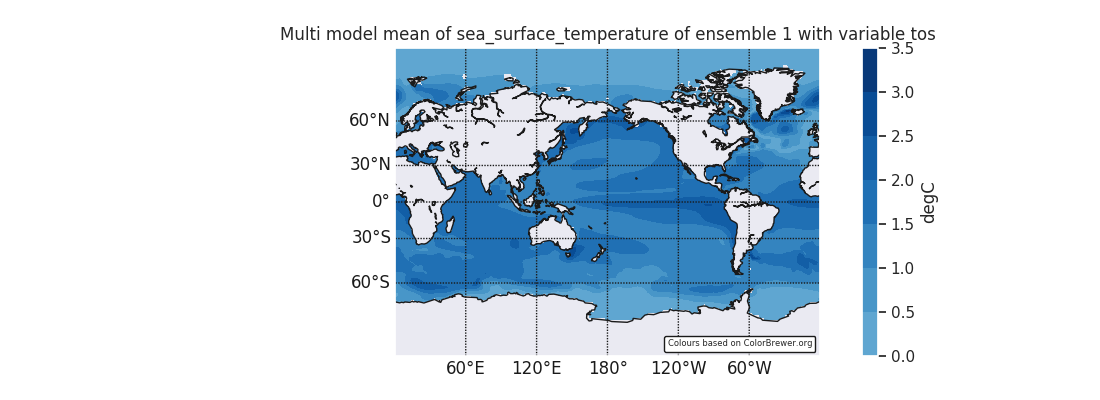 Multi model mean of sea_surface_temperature of ensemble 1 with variable tos
60°N
30°N
0°
30°S
60°S
60°E 120°E 180° 120°W 60°W
Colours based on ColorBrewer.org
3.5
3.0
2.5
2.0
1.5
1.0
0.5
0.0
degC